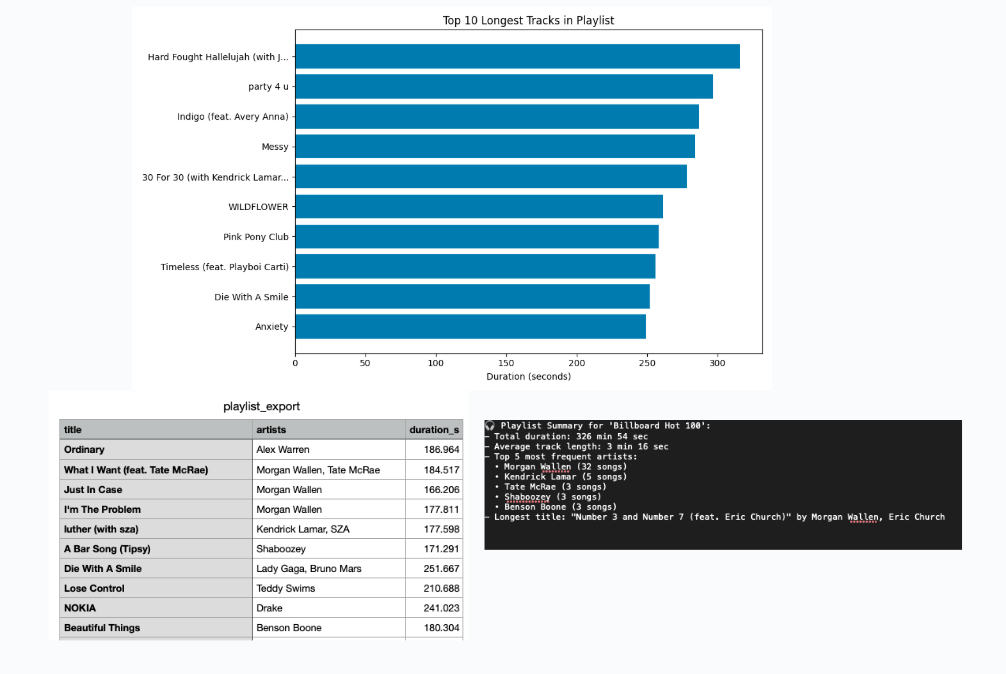 Top 10 Longest Tracks in Playlist
Hard Fought Hallelujah (with J...
party 4 u
Indigo (feat. Avery Anna)
Messy
30 For 30 (with Kendrick Lamar...
WILDFLOWER
Pink Pony Club
Timeless (feat. Playboi Carti)
Die With A Smile
Anxiety
0 50 100 150 200 250 300
Duration (seconds)
playlist_export
title artists duration_s
Ordinary Alex Warren 186.964
What I Want (feat. Tate McRae) Morgan Wallen, Tate McRae 184.517
Just In Case Morgan Wallen 166.206
I'm The Problem Morgan Wallen 177.811
luther (with sza) Kendrick Lamar, SZA 177.598
A Bar Song (Tipsy) Shaboozey 171.291
Die With A Smile Lady Gaga, Bruno Mars 251.667
Lose Control Teddy Swims 210.688
NOKIA Drake 241.023
Beautiful Things Benson Boone 180.304
🎧 Playlist Summary for 'Billboard Hot 100':
– Total duration: 326 min 54 sec
– Average track length: 3 min 16 sec
– Top 5 most frequent artists:
• Morgan Wallen (32 songs)
• Kendrick Lamar (5 songs)
• Tate McRae (3 songs)
• Shaboozey (3 songs)
• Benson Boone (3 songs)
– Longest title: "Number 3 and Number 7 (feat. Eric Church)" by Morgan Wallen, Eric Church